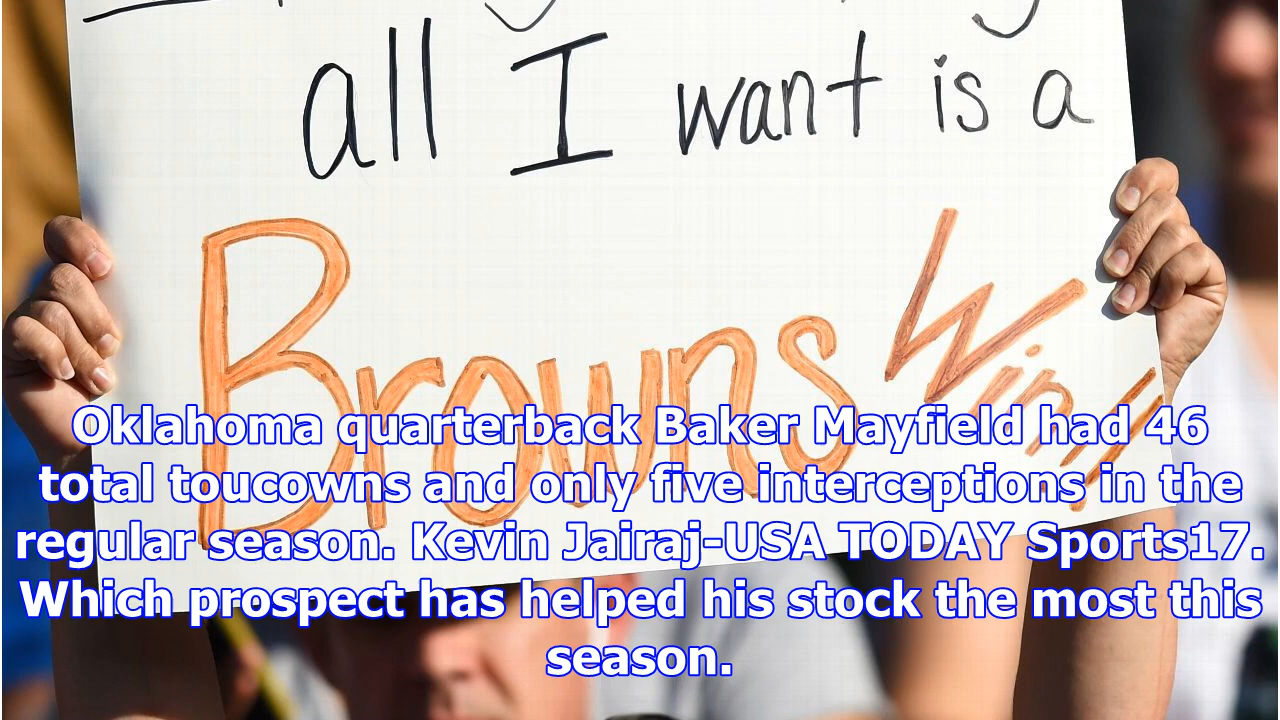 all I want is a
Browns Win!
Oklahoma quarterback Baker Mayfield had 46
total toucowns and only five interceptions in the
regular season. Kevin Jairaj-USA TODAY Sports17.
Which prospect has helped his stock the most this
season.